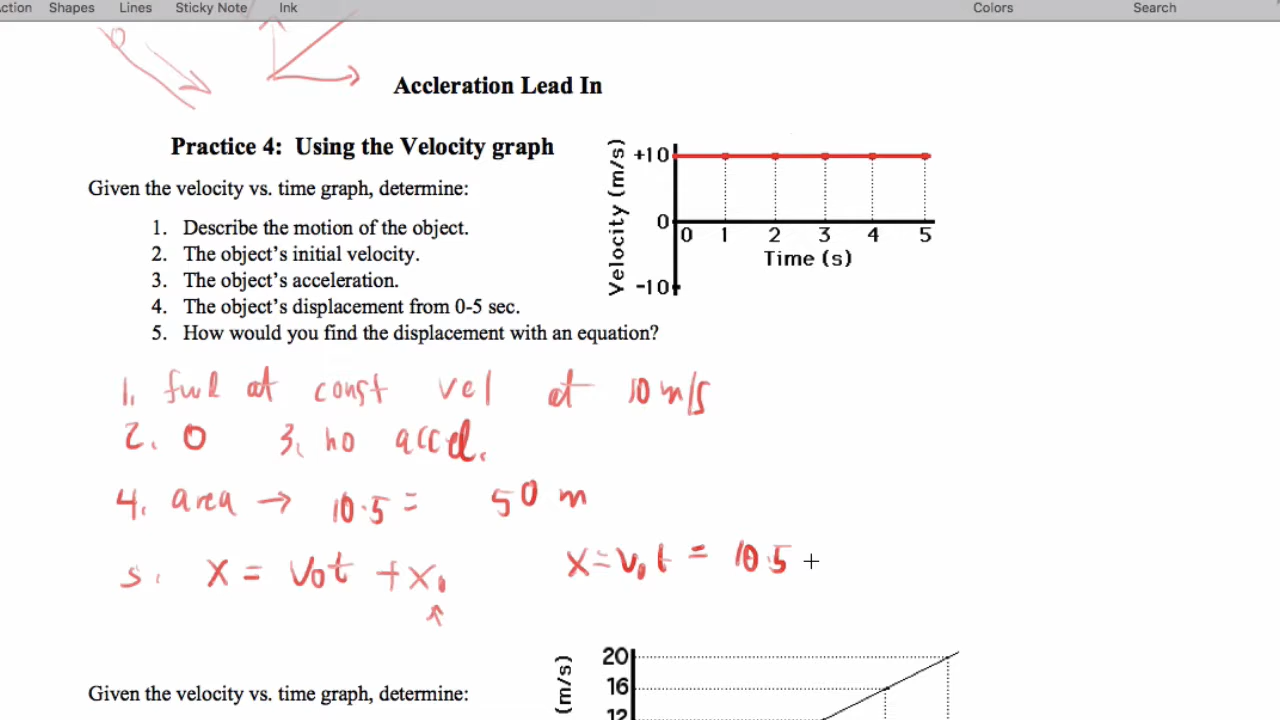 ction Shapes Lines Sticky Note Ink Colors Search
Accleration Lead In
Practice 4: Using the Velocity graph
Given the velocity vs. time graph, determine:
1. Describe the motion of the object.
2. The object's initial velocity.
3. The object's acceleration.
4. The object's displacement from 0-5 sec.
5. How would you find the displacement with an equation?
Velocity (m/s)
+10
0
-10
0 1 2 3 4 5
Time (s)
1. fwd at const vel at 10 m/s
2. 0 3. no accel.
4. area → 10·5 = 50 m
5. x = v₀t + x₀ x = v₀t = 10·5
Given the velocity vs. time graph, determine:
(m/s)
20
16
12